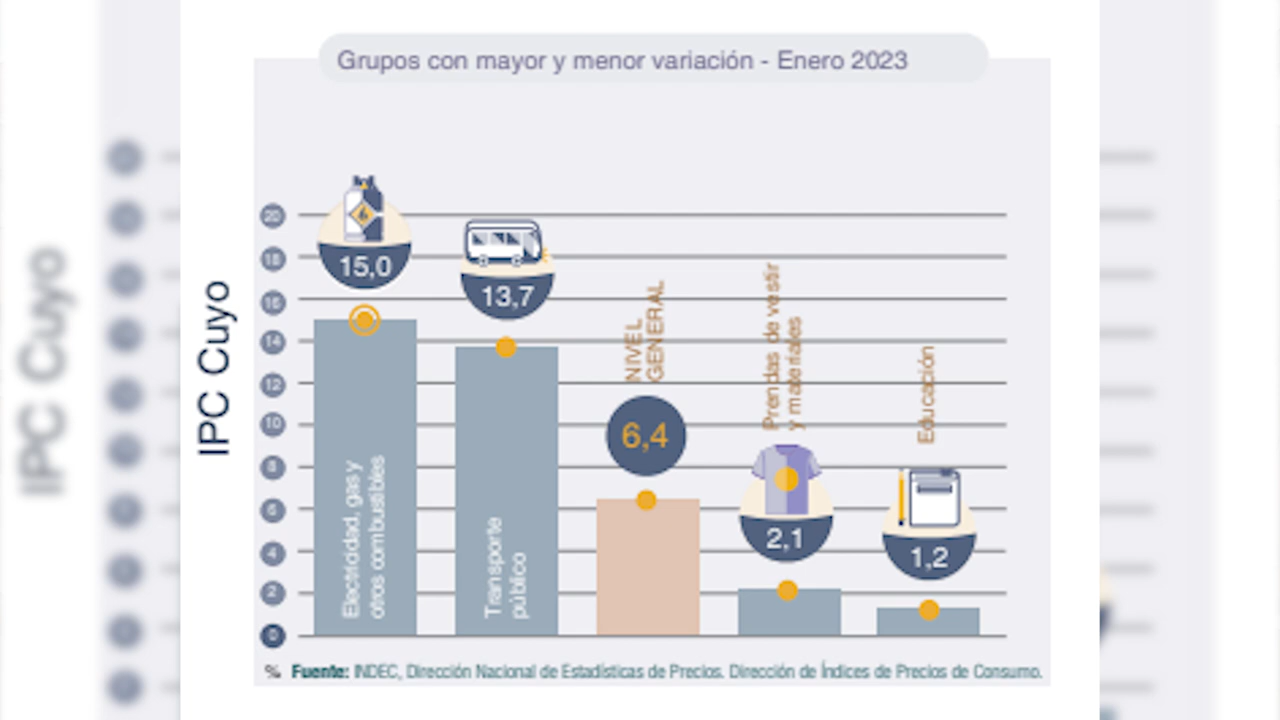 Grupos con mayor y menor variación - Enero 2023
IPC Cuyo
IPC Cuyo
20
18
16
14
12
10
8
6
4
2
0
15,0
13,7
6,4
2,1
1,2
Electricidad, gas y
otros combustibles
Transporte
público
NIVEL
GENERAL
Prendas de vestir
y materiales
Educación
% Fuente: INDEC, Dirección Nacional de Estadísticas de Precios. Dirección de Índices de Precios de Consumo.